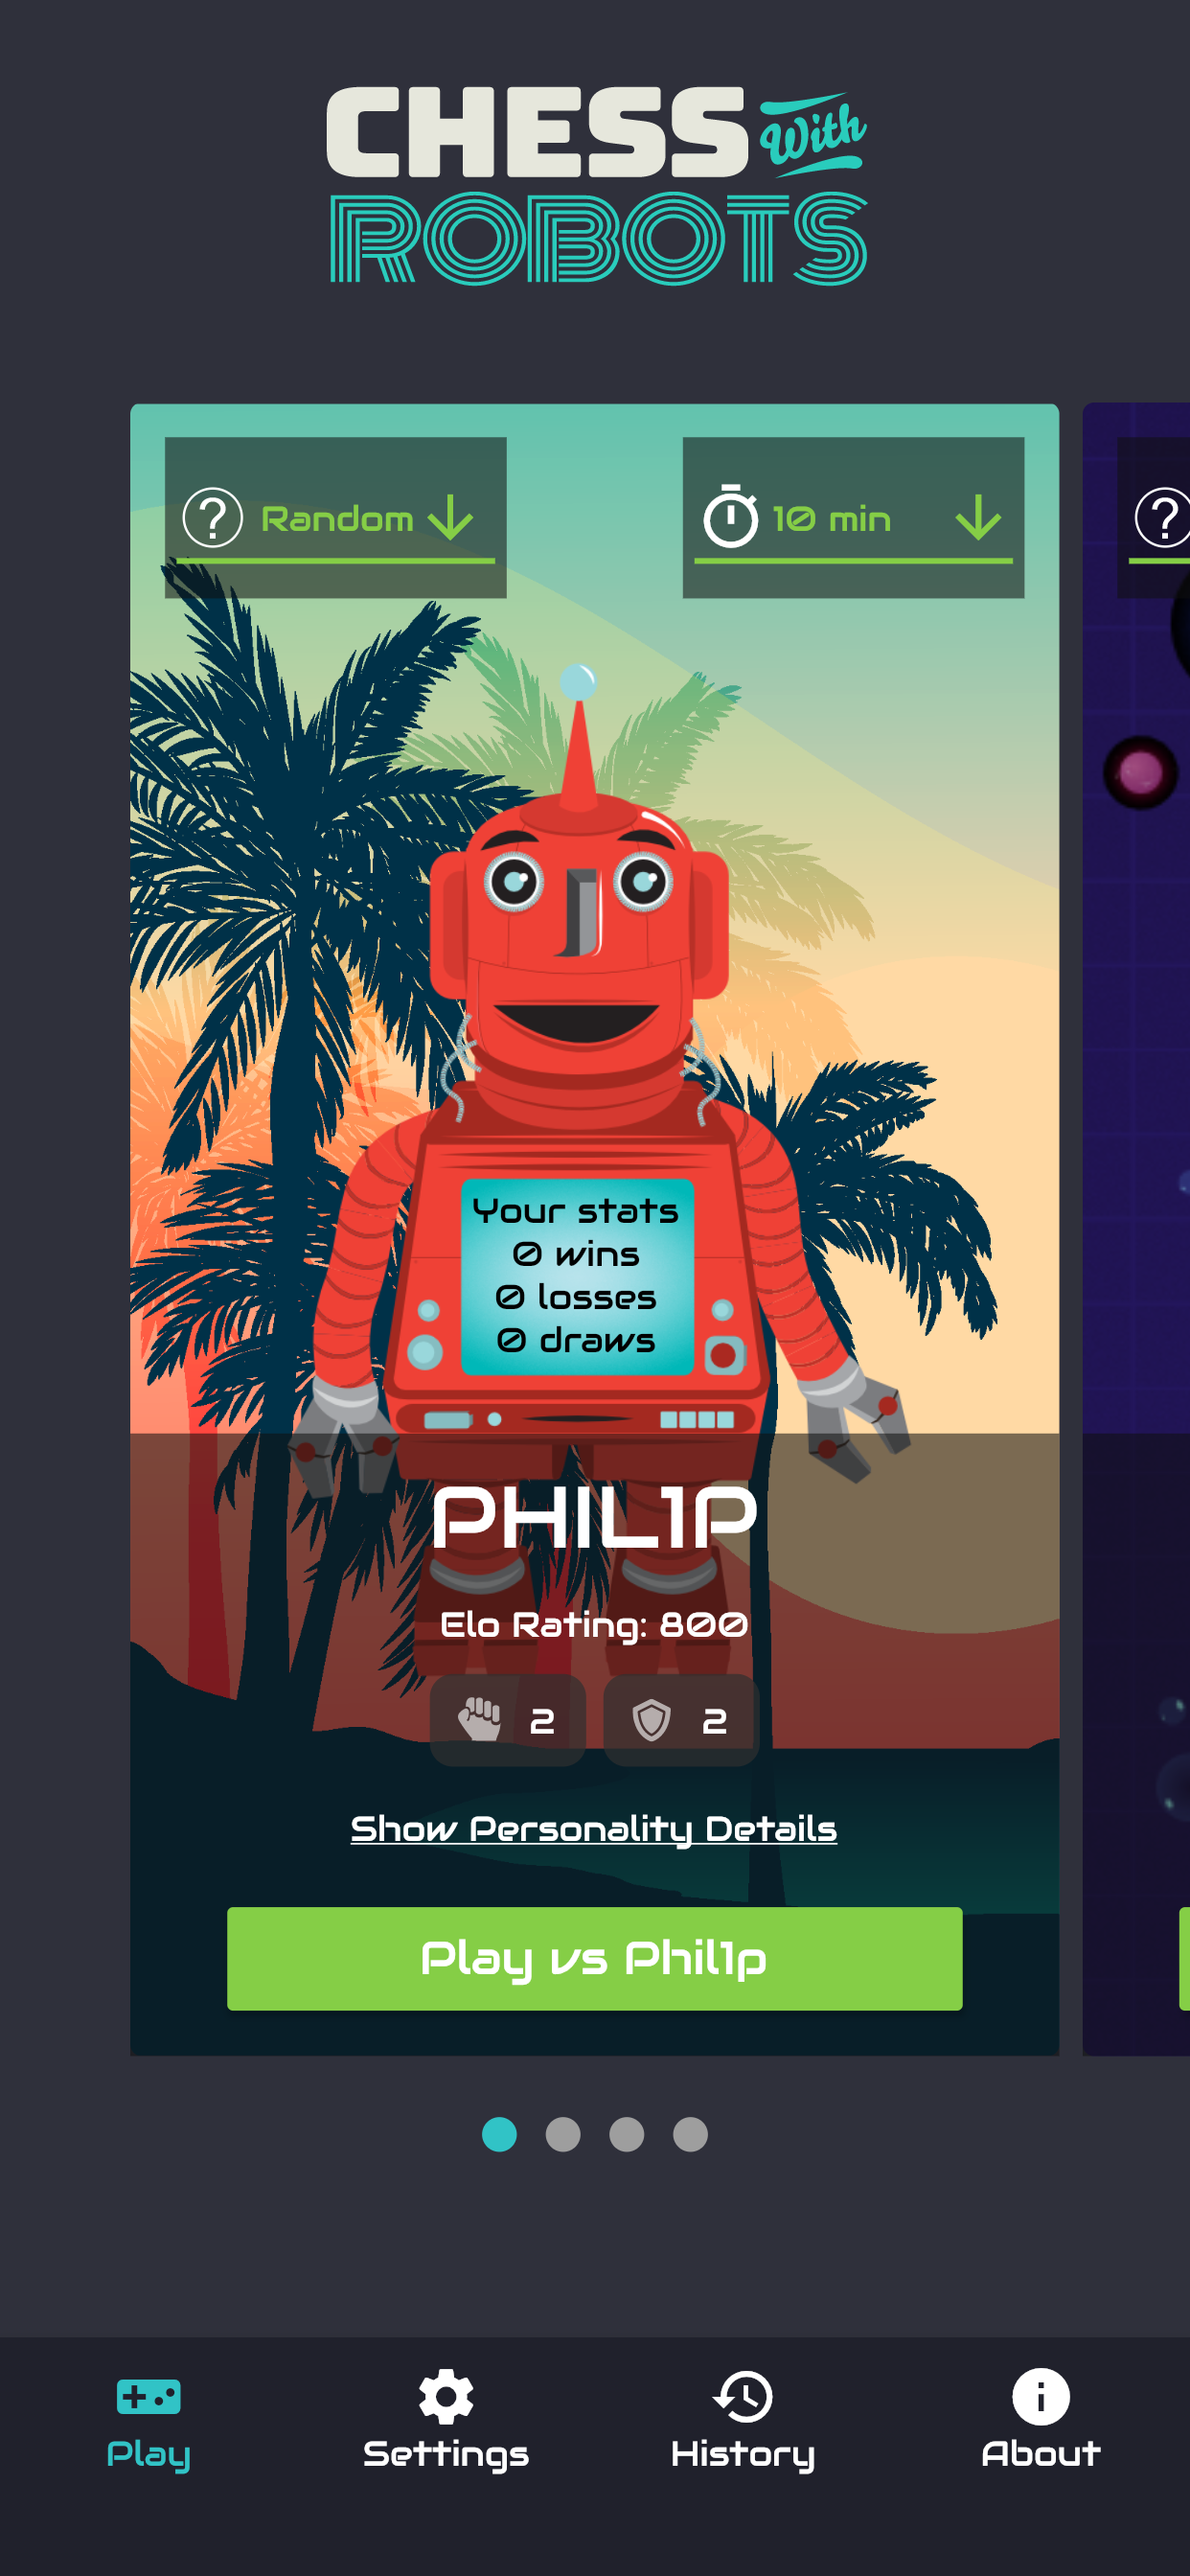 CHESS With
ROBOTS
Random
10 min
Your stats
0 wins
0 losses
0 draws
PHIL1P
Elo Rating: 800
2
2
Show Personality Details
Play vs Phil1p
Play
Settings
History
About